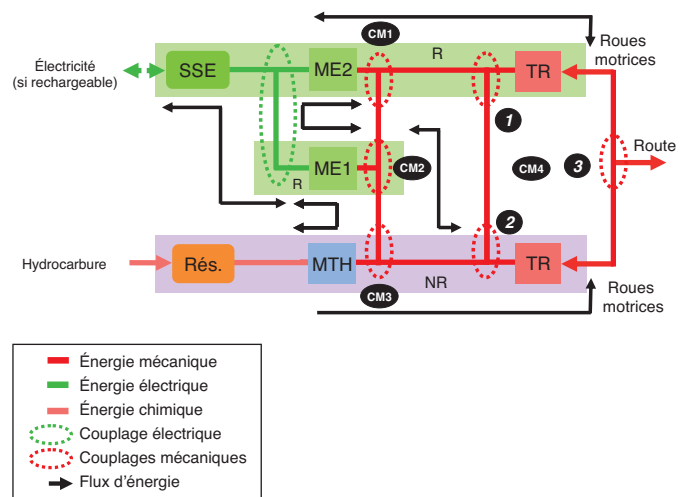 CM1
Roues
motrices
Électricité
(si rechargeable)
SSE
ME2
R
TR
1
Route
3
CM4
CM2
ME1
R
2
Hydrocarbure
Rés.
MTH
NR
TR
CM3
Roues
motrices
Énergie mécanique
Énergie électrique
Énergie chimique
Couplage électrique
Couplages mécaniques
Flux d'énergie